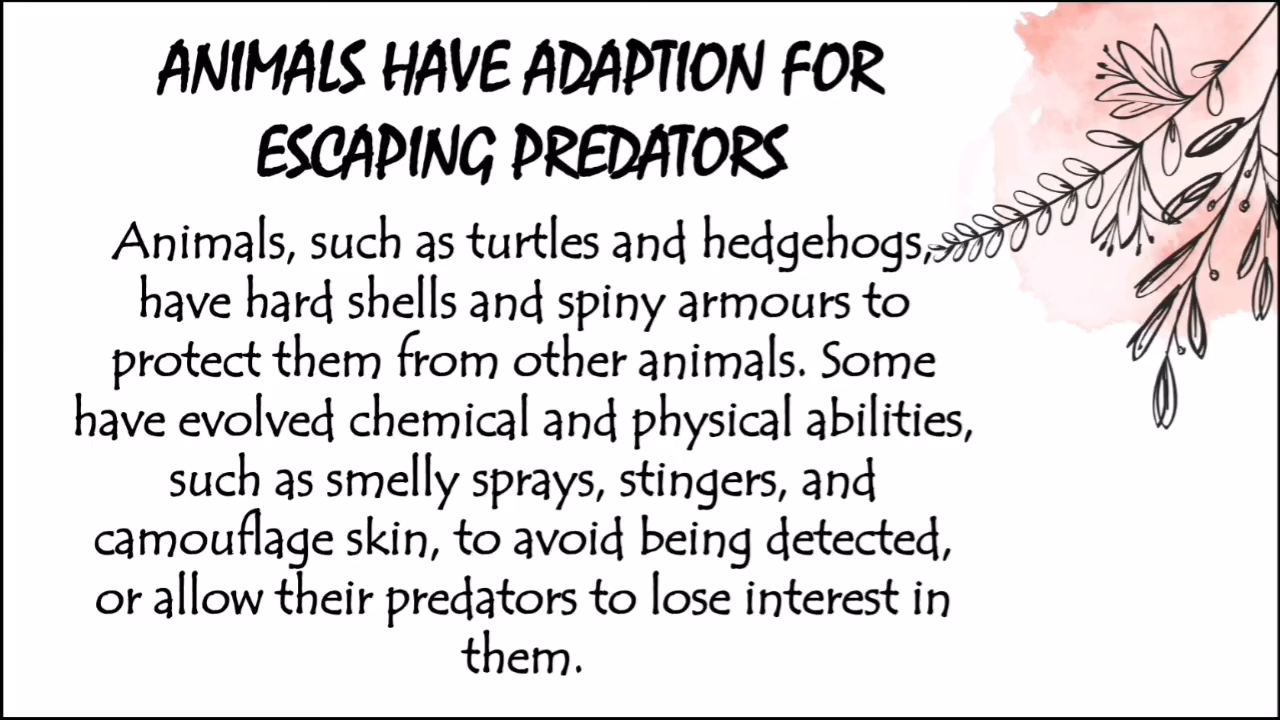 ANIMALS HAVE ADAPTION FOR
ESCAPING PREDATORS
Animals, such as turtles and hedgehogs,
have hard shells and spiny armours to
protect them from other animals. Some
have evolved chemical and physical abilities,
such as smelly sprays, stingers, and
camouflage skin, to avoid being detected,
or allow their predators to lose interest in
them.